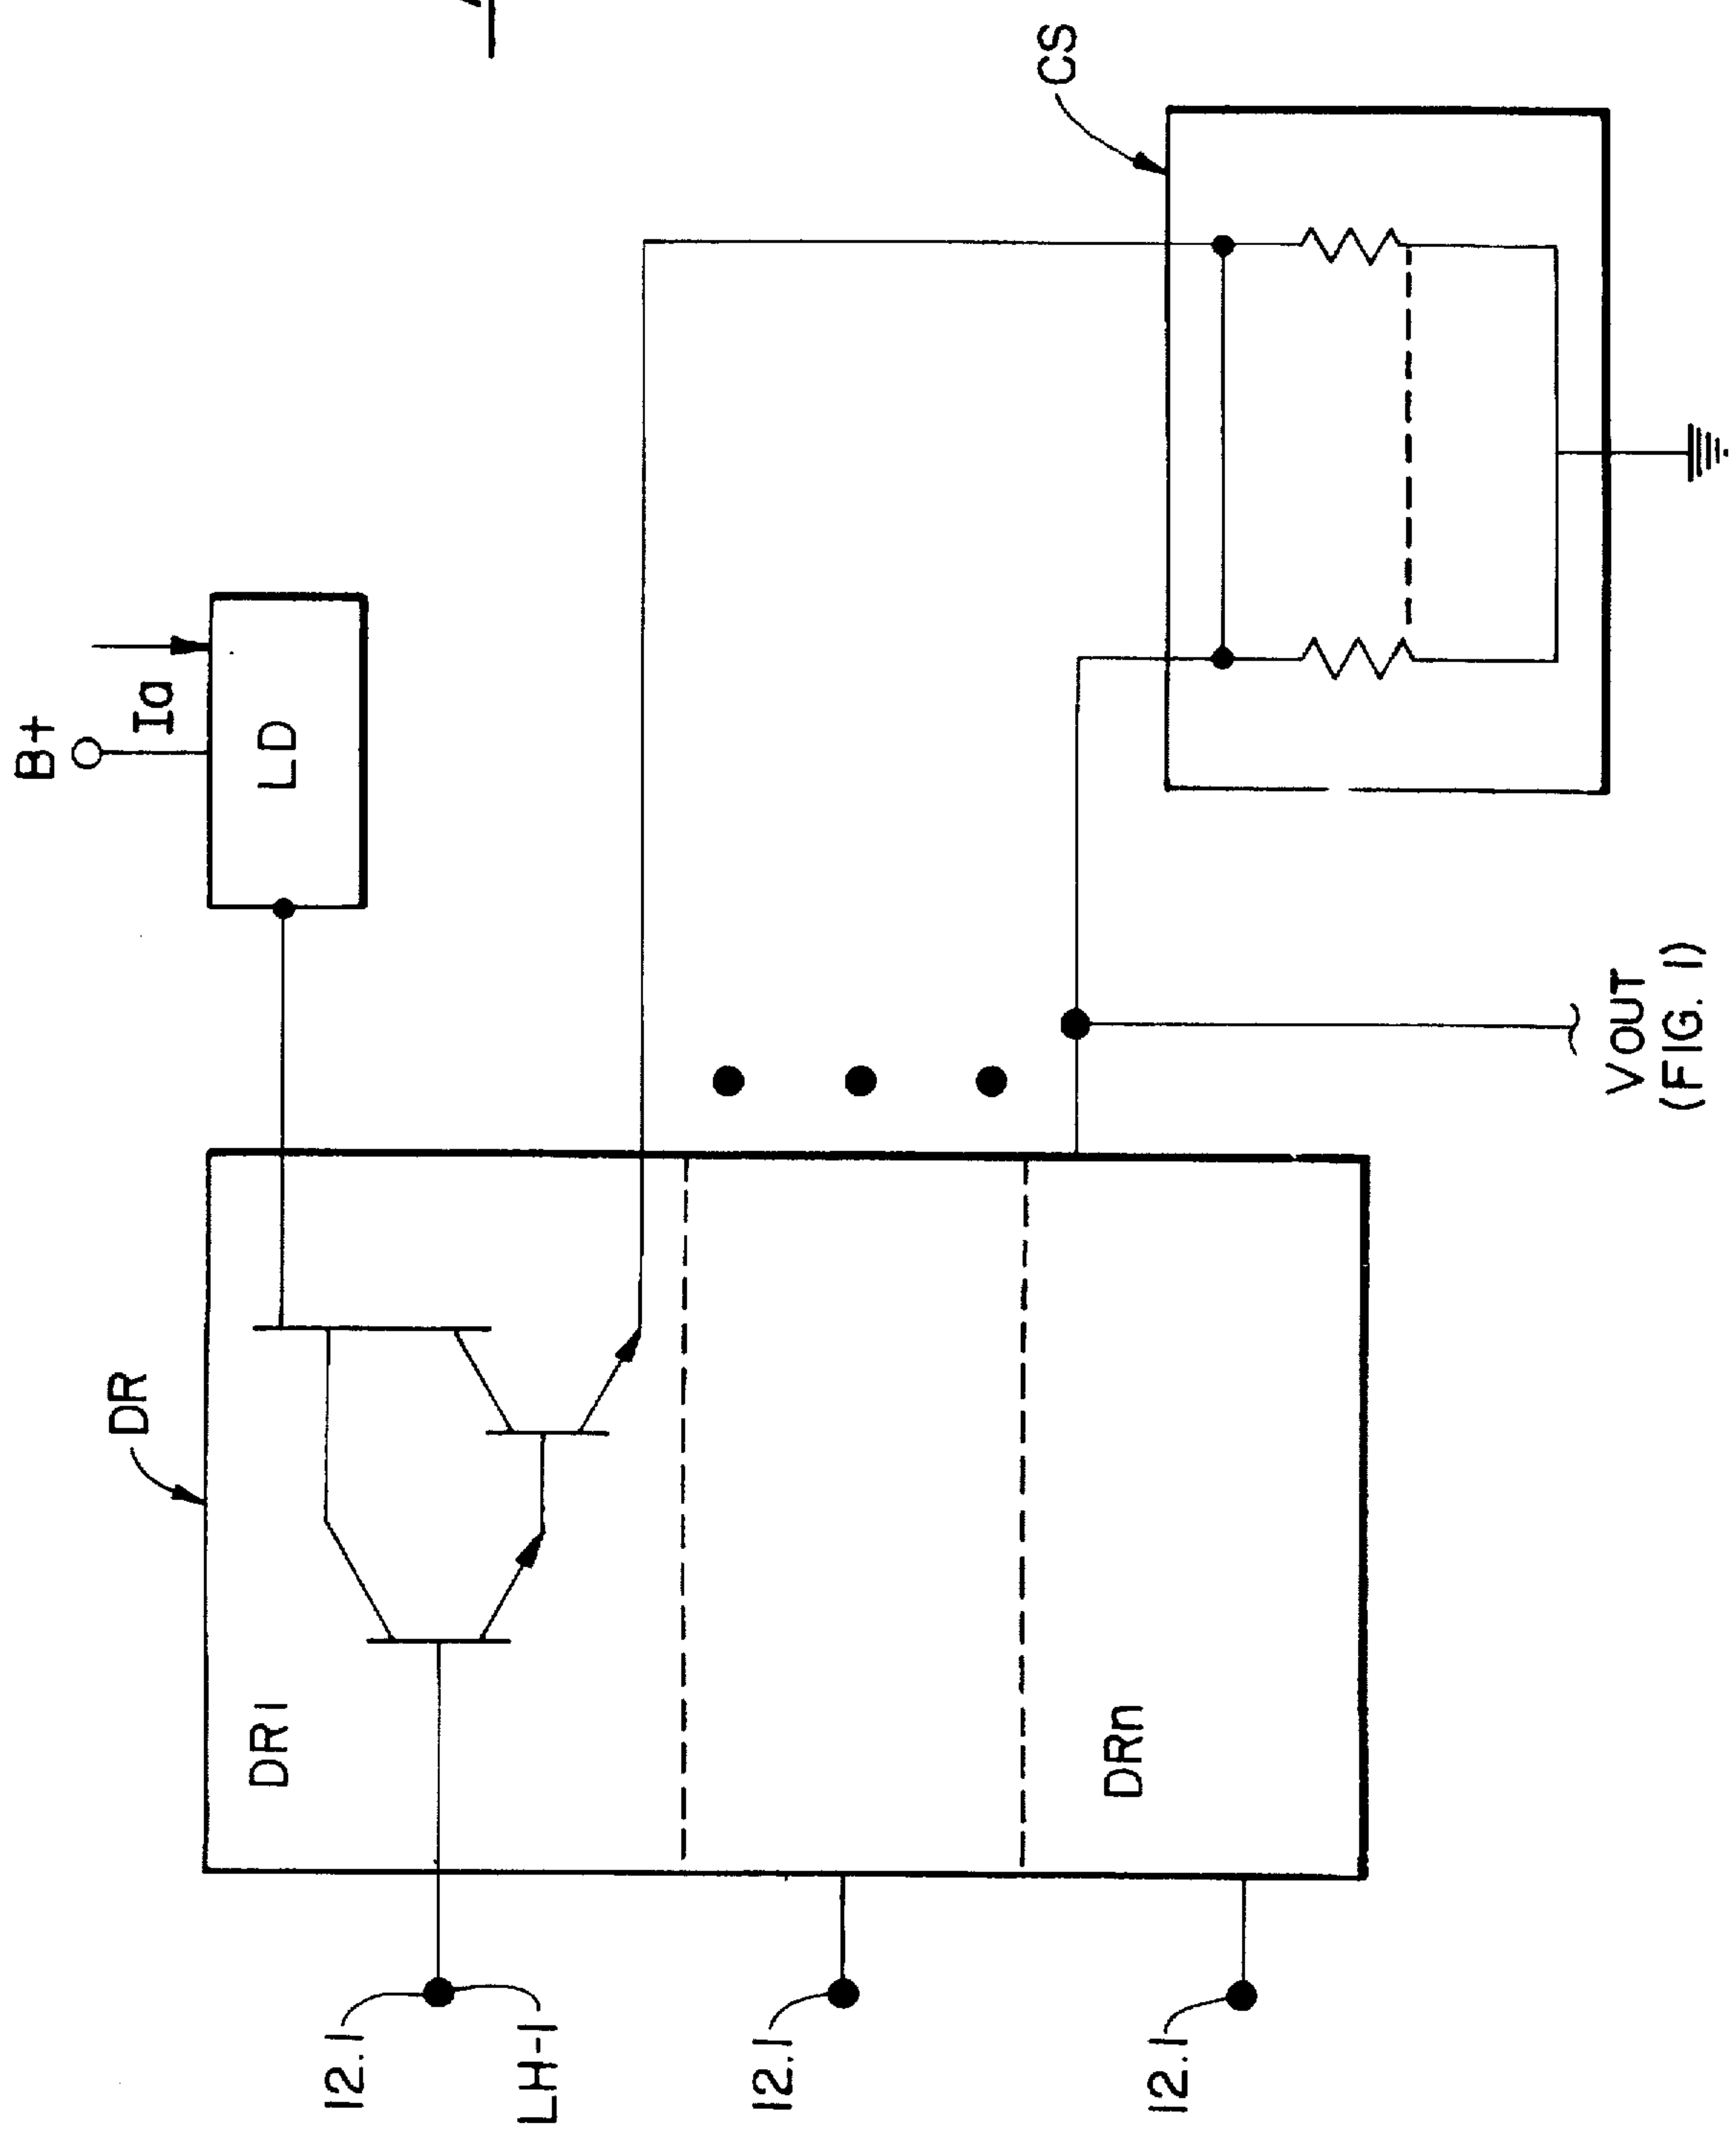 B+
Ia
LD
CS
DR
DR1
DRn
12.1
LH-1
12.1
12.1
VOUT
(FIG. 1)